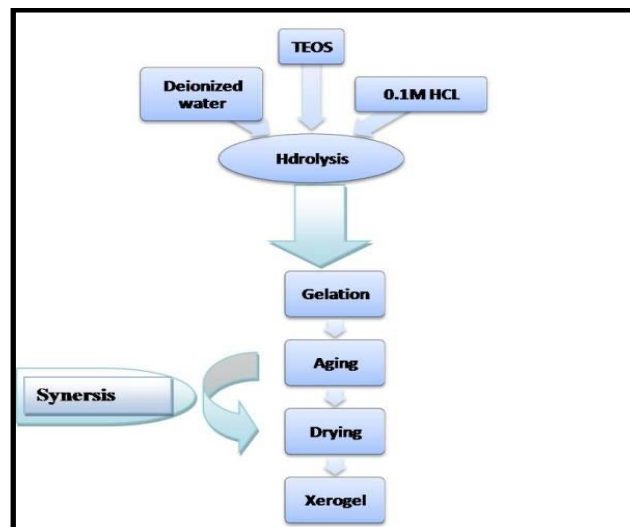 TEOS
Deionized
water
0.1M HCL
Hdrolysis
Gelation
Aging
Synersis
Drying
Xerogel